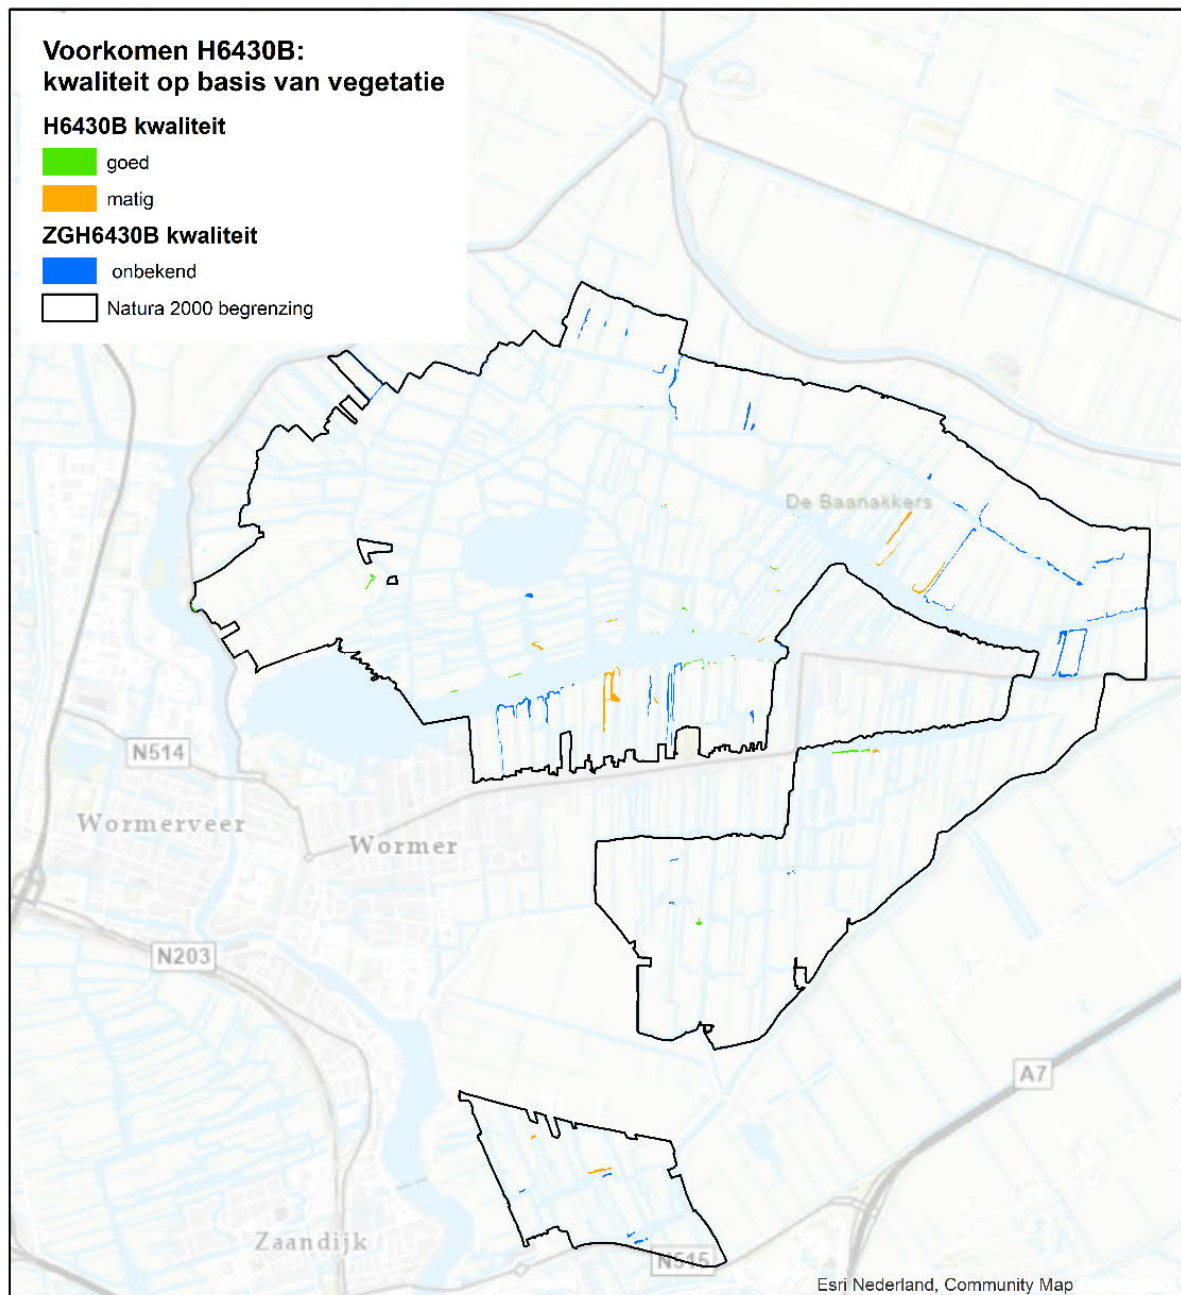 Voorkomen H6430B:
kwaliteit op basis van vegetatie
H6430B kwaliteit
goed
matig
ZGH6430B kwaliteit
onbekend
Natura 2000 begrenzing
De Baanakkers
N514
Wormerveer
Wormer
N203
A7
Zaandijk
N515
Esri Nederland, Community Map